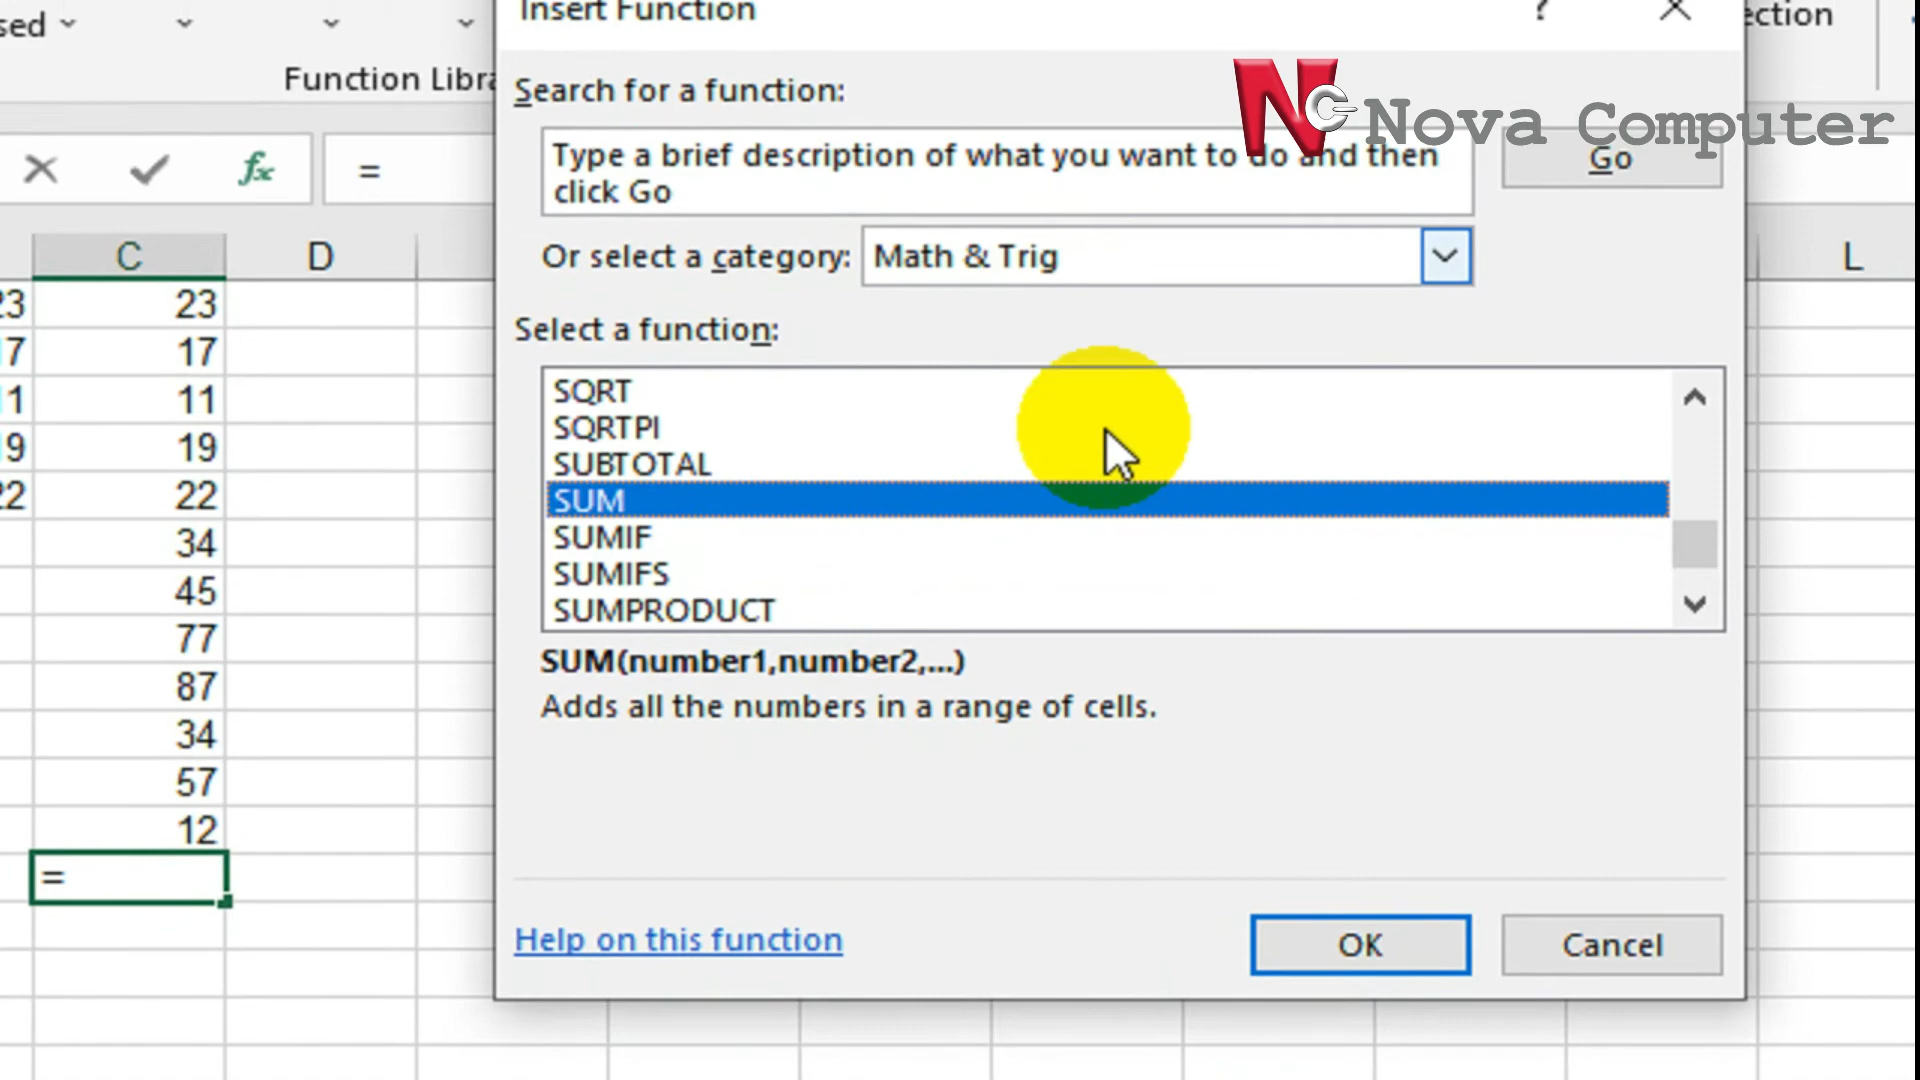 Insert Function
?
sed
ection
Function Libra
Search for a function:
NC Nova Computer
Type a brief description of what you want to do and then
click Go
Go
fx
=
Or select a category: Math & Trig
C D L
Select a function:
23 23
17 17
11 11
19 19
22 22
34
45
77
87
34
57
12
=
SQRT
SQRTPI
SUBTOTAL
SUM
SUMIF
SUMIFS
SUMPRODUCT
SUM(number1,number2,...)
Adds all the numbers in a range of cells.
Help on this function
OK
Cancel